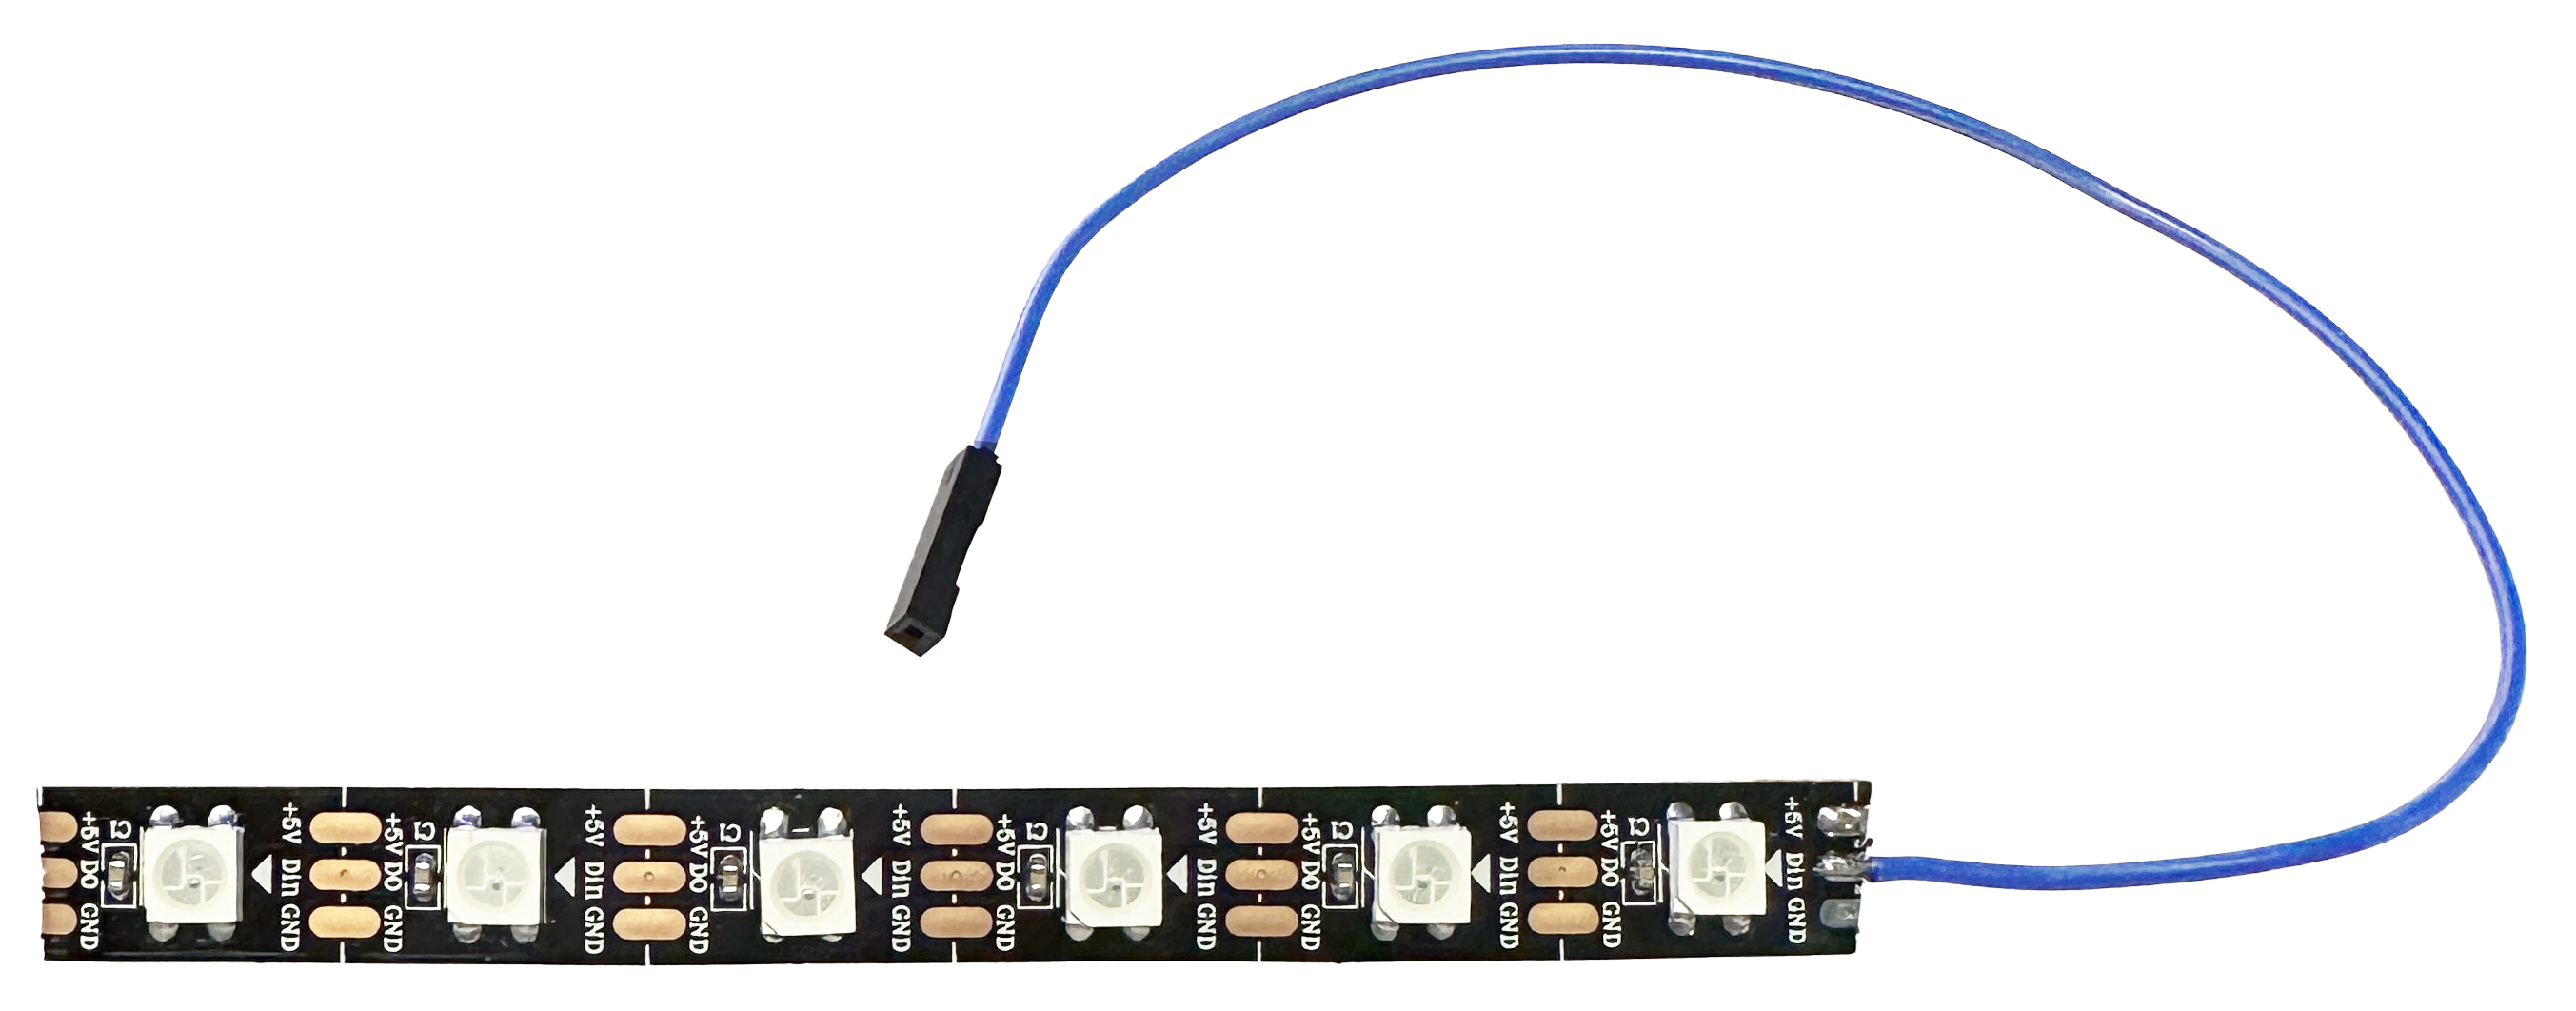 +5V DO GND
Ω
+5V Din GND
+5V DO GND
Ω
+5V Din GND
+5V DO GND
Ω
+5V Din GND
+5V DO GND
Ω
+5V Din GND
+5V DO GND
Ω
+5V Din GND
+5V DO GND
Ω
+5V Din GND